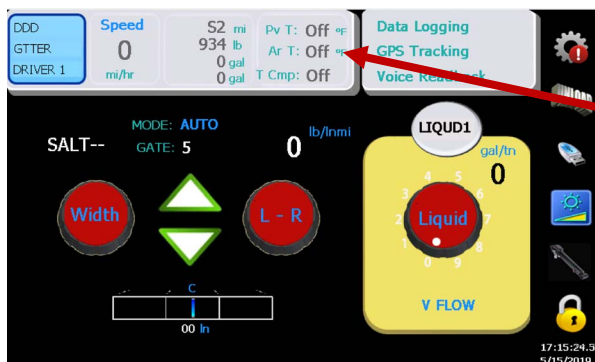 DDD
GTTER
DRIVER 1
Speed
0
mi/hr
S2 mi
934 lb
0 gal
0 gal
Pv T: Off °F
Ar T: Off °F
T Cmp: Off
Data Logging
GPS Tracking
Voice Readback
UNLOAD
SALT--
MODE: AUTO
GATE: 5
0 lb/lnmi
Width
L - R
C
00 In
LIQUD1
gal/tn
0
0 1 2 3 4 5 6 7 8 9
Liquid
V FLOW
17:15:24.5
5/15/2019